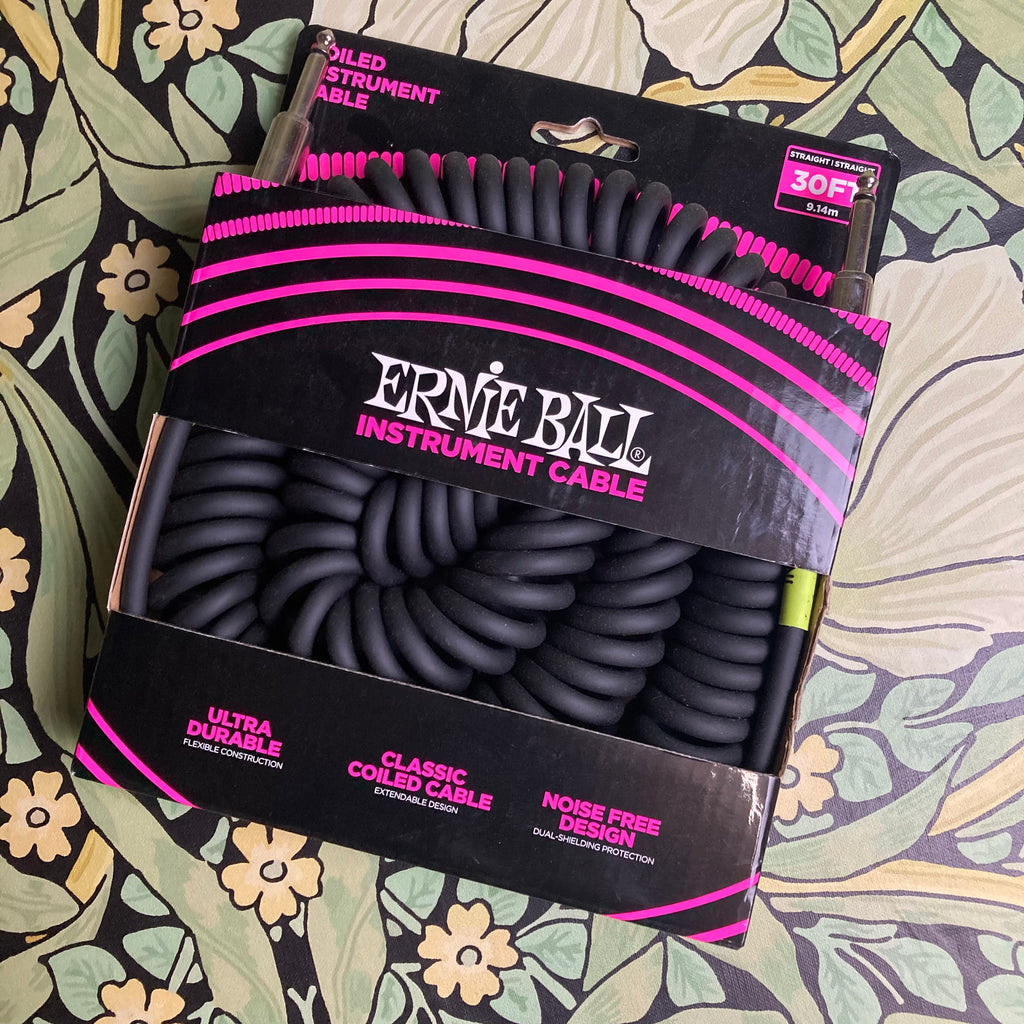 OILED
STRUMENT
ABLE
STRAIGHT | STRAIGHT
30FT
9.14m
ERNIE BALL®
INSTRUMENT CABLE
ULTRA
DURABLE
FLEXIBLE CONSTRUCTION
CLASSIC
COILED CABLE
EXTENDABLE DESIGN
NOISE FREE
DESIGN
DUAL-SHIELDING PROTECTION